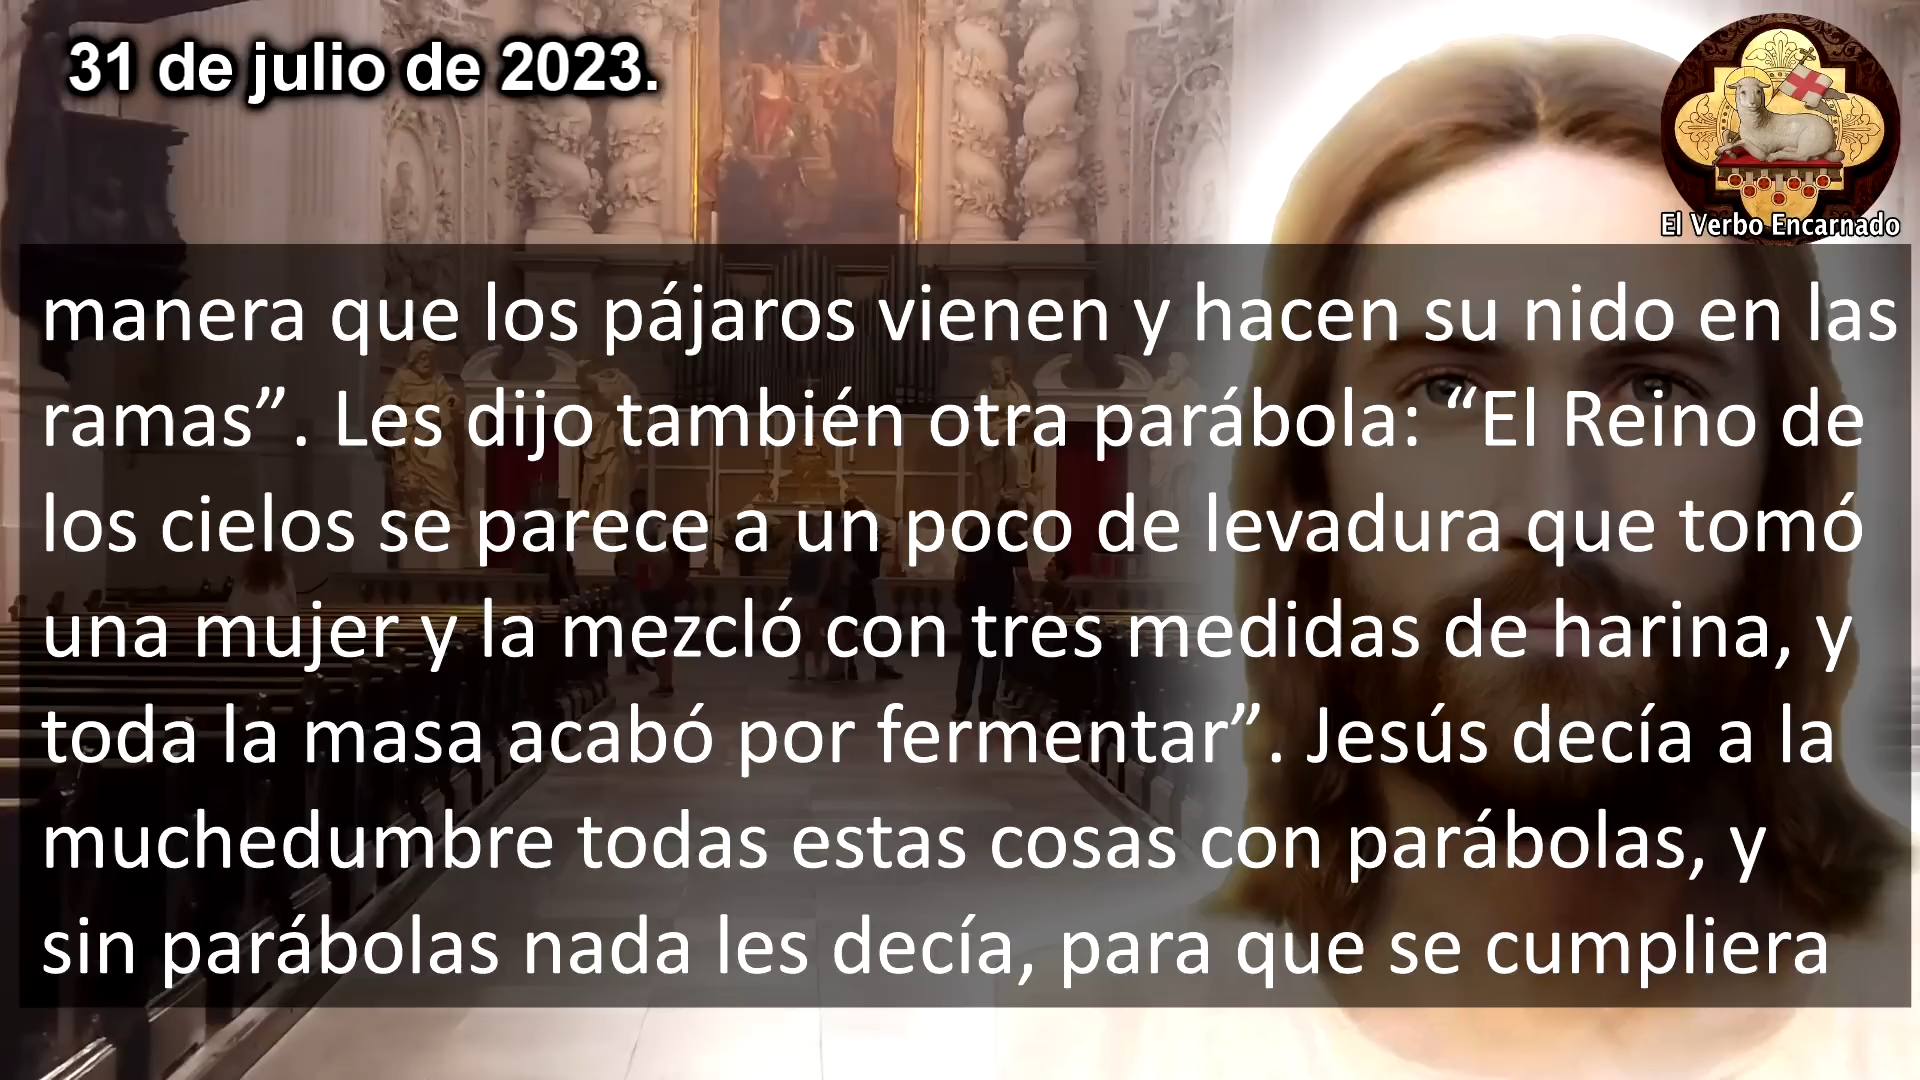 31 de julio de 2023.
El Verbo Encarnado
manera que los pájaros vienen y hacen su nido en las
ramas”. Les dijo también otra parábola: “El Reino de
los cielos se parece a un poco de levadura que tomó
una mujer y la mezcló con tres medidas de harina, y
toda la masa acabó por fermentar”. Jesús decía a la
muchedumbre todas estas cosas con parábolas, y
sin parábolas nada les decía, para que se cumpliera